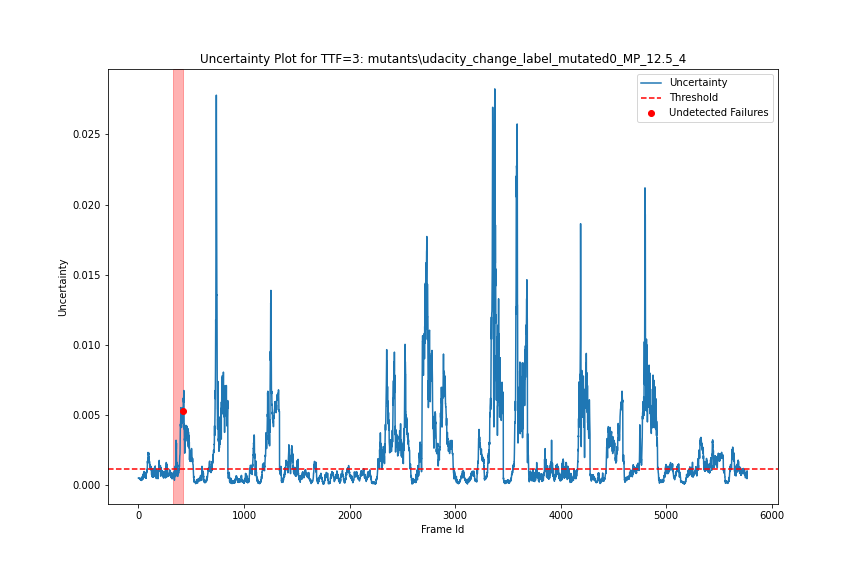 Uncertainty Plot for TTF=3: mutants\udacity_change_label_mutated0_MP_12.5_4
Uncertainty
Threshold
Undetected Failures
0.025
0.020
0.015
0.010
0.005
0.000
Uncertainty
0 1000 2000 3000 4000 5000 6000
Frame Id